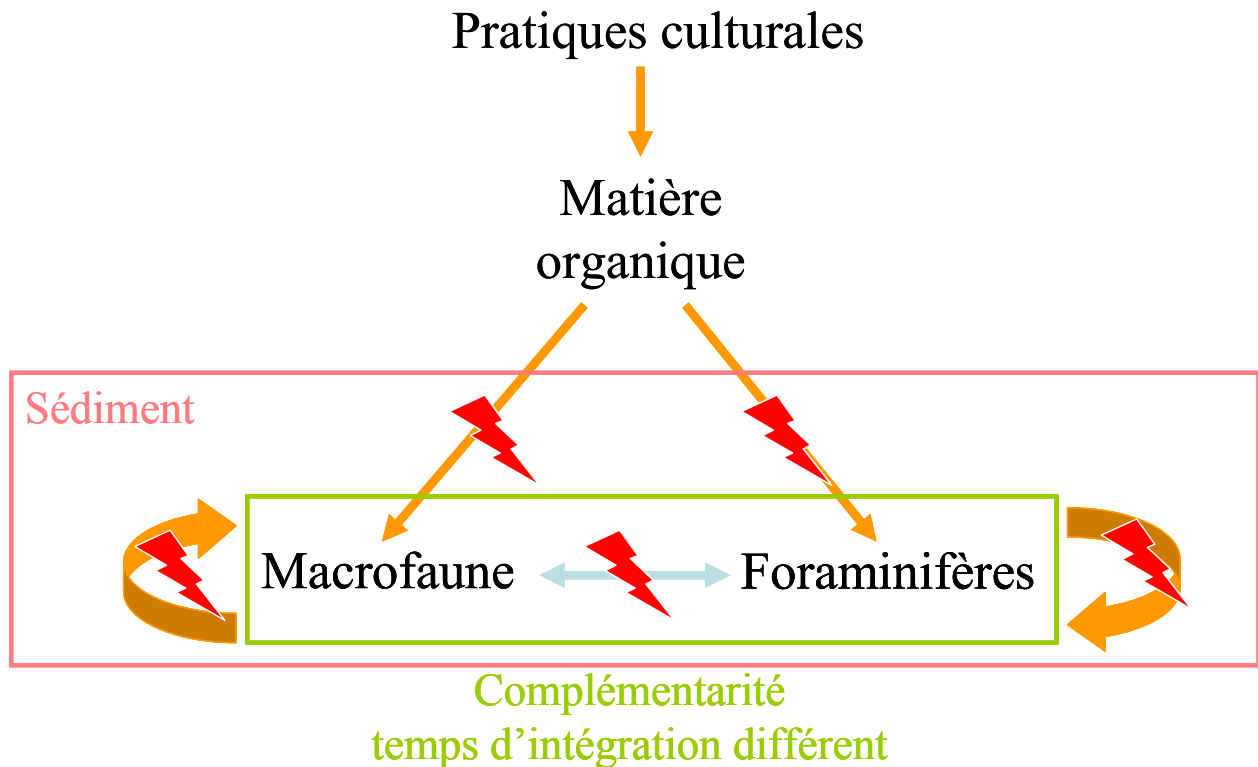 Pratiques culturales
Matière
organique
Sédiment
Macrofaune
Foraminifères
Complémentarité
temps d'intégration différent